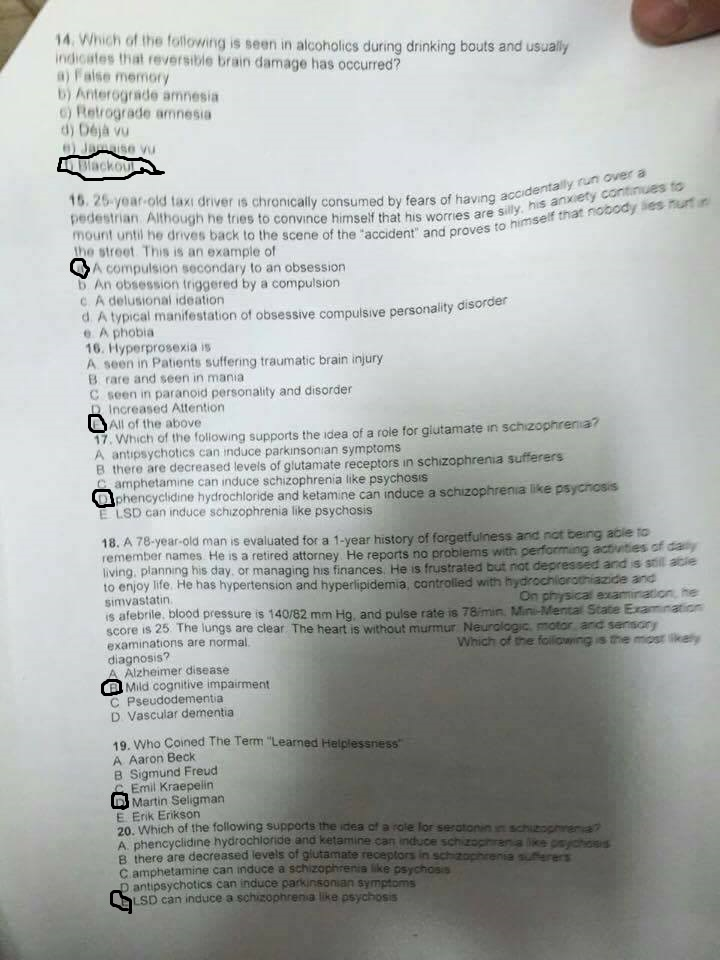 14. Which of the following is seen in alcoholics during drinking bouts and usually
indicates that reversible brain damage has occurred?
a) False memory
b) Anterograde amnesia
c) Retrograde amnesia
d) Déjà vu
e) Jamaise vu
f) Blackout
15. 25-year-old taxi driver is chronically consumed by fears of having accidentally run over a
pedestrian. Although he tries to convince himself that his worries are silly, his anxiety continues to
mount until he drives back to the scene of the "accident" and proves to himself that nobody lies hurt in
the street. This is an example of
a. A compulsion secondary to an obsession
b. An obsession triggered by a compulsion
c. A delusional ideation
d. A typical manifestation of obsessive compulsive personality disorder
e. A phobia
16. Hyperprosexia is
A. seen in Patients suffering traumatic brain injury
B. rare and seen in mania
C. seen in paranoid personality and disorder
D. Increased Attention
E. All of the above
17. Which of the following supports the idea of a role for glutamate in schizophrenia?
A. antipsychotics can induce parkinsonian symptoms
B. there are decreased levels of glutamate receptors in schizophrenia sufferers
C. amphetamine can induce schizophrenia like psychosis
D. phencyclidine hydrochloride and ketamine can induce a schizophrenia like psychosis
E. LSD can induce schizophrenia like psychosis
18. A 78-year-old man is evaluated for a 1-year history of forgetfulness and not being able to
remember names. He is a retired attorney. He reports no problems with performing activities of daily
living, planning his day, or managing his finances. He is frustrated but not depressed and is still able
to enjoy life. He has hypertension and hyperlipidemia, controlled with hydrochlorothiazide and
simvastatin. On physical examination, he
is afebrile, blood pressure is 140/82 mm Hg, and pulse rate is 78/min. Mini-Mental State Examination
score is 25. The lungs are clear. The heart is without murmur. Neurologic, motor, and sensory
examinations are normal. Which of the following is the most likely
diagnosis?
A. Alzheimer disease
B. Mild cognitive impairment
C. Pseudodementia
D. Vascular dementia
19. Who Coined The Term "Learned Helplessness"
A. Aaron Beck
B. Sigmund Freud
C. Emil Kraepelin
D. Martin Seligman
E. Erik Erikson
20. Which of the following supports the idea of a role for serotonin in schizophrenia?
A. phencyclidine hydrochloride and ketamine can induce schizophrenia like psychosis
B. there are decreased levels of glutamate receptors in schizophrenia sufferers
C. amphetamine can induce a schizophrenia like psychosis
D. antipsychotics can induce parkinsonian symptoms
E. LSD can induce a schizophrenia like psychosis